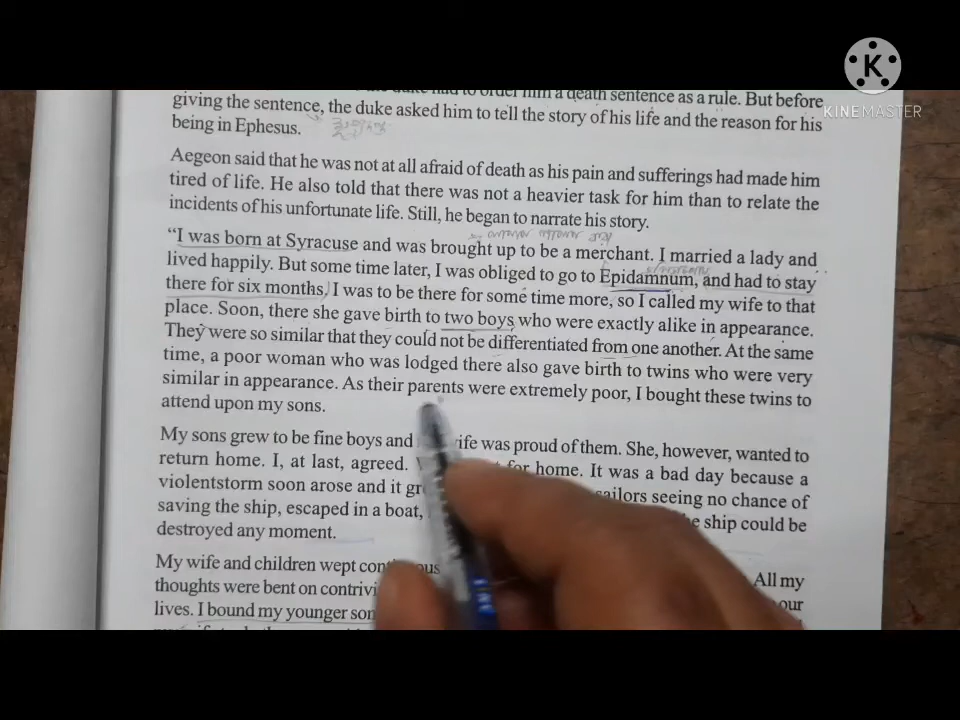 KINEMASTER
the duke had to order him a death sentence as a rule. But before
giving the sentence, the duke asked him to tell the story of his life and the reason for his
being in Ephesus.
Aegeon said that he was not at all afraid of death as his pain and sufferings had made him
tired of life. He also told that there was not a heavier task for him than to relate the
incidents of his unfortunate life. Still, he began to narrate his story.
“I was born at Syracuse and was brought up to be a merchant. I married a lady and
lived happily. But some time later, I was obliged to go to Epidamnum, and had to stay
there for six months. I was to be there for some time more, so I called my wife to that
place. Soon, there she gave birth to two boys who were exactly alike in appearance.
They were so similar that they could not be differentiated from one another. At the same
time, a poor woman who was lodged there also gave birth to twins who were very
similar in appearance. As their parents were extremely poor, I bought these twins to
attend upon my sons.
My sons grew to be fine boys and wife was proud of them. She, however, wanted to
return home. I, at last, agreed. for home. It was a bad day because a
violentstorm soon arose and it sailors seeing no chance of
saving the ship, escaped in a boat, ship could be
destroyed any moment.
My wife and children wept All my
thoughts were bent on our
lives. I bound my younger son